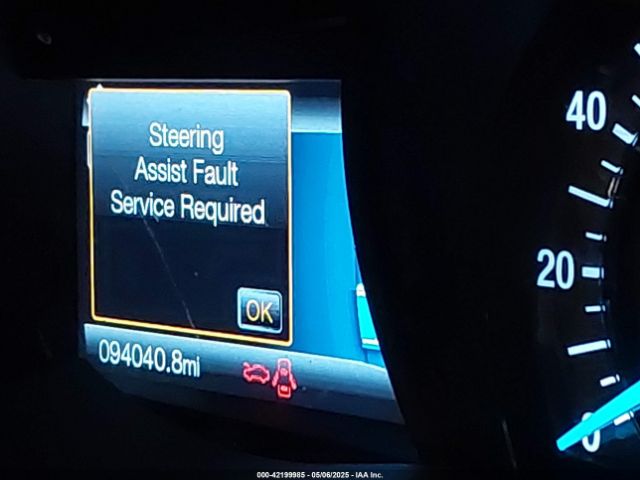 Steering
Assist Fault
Service Required
OK
094040.8mi
40
20
0
000-42199985 - 05/06/2025 - IAA Inc.